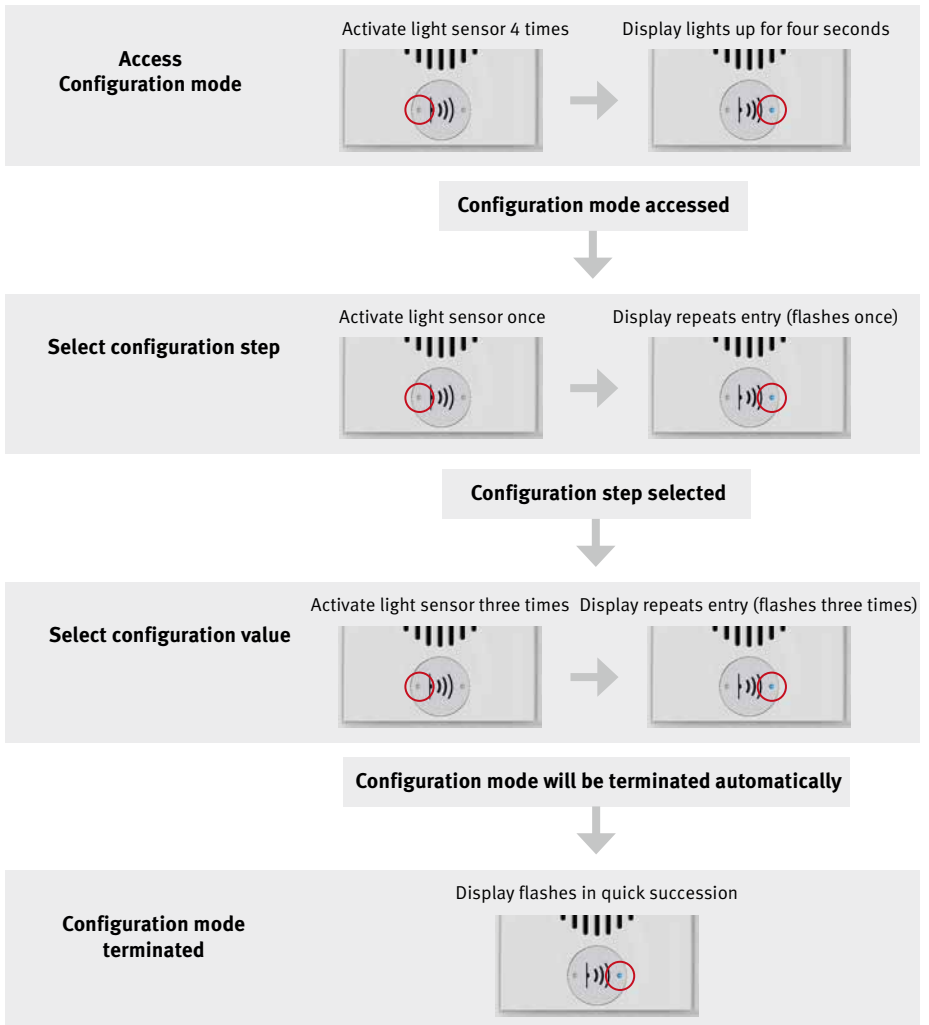 Access
Configuration mode
Activate light sensor 4 times
Display lights up for four seconds
Configuration mode accessed
Select configuration step
Activate light sensor once
Display repeats entry (flashes once)
Configuration step selected
Select configuration value
Activate light sensor three times
Display repeats entry (flashes three times)
Configuration mode will be terminated automatically
Configuration mode
terminated
Display flashes in quick succession